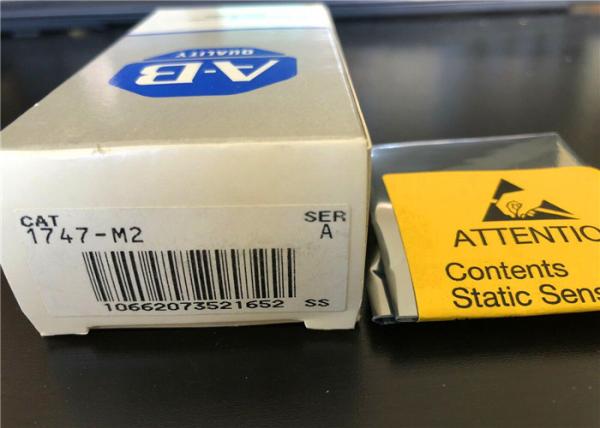 A-B
QUALITY
CAT
1747-M2
SER
A
10662073521652
SS
ATTENTIO
Contents
Static Sens